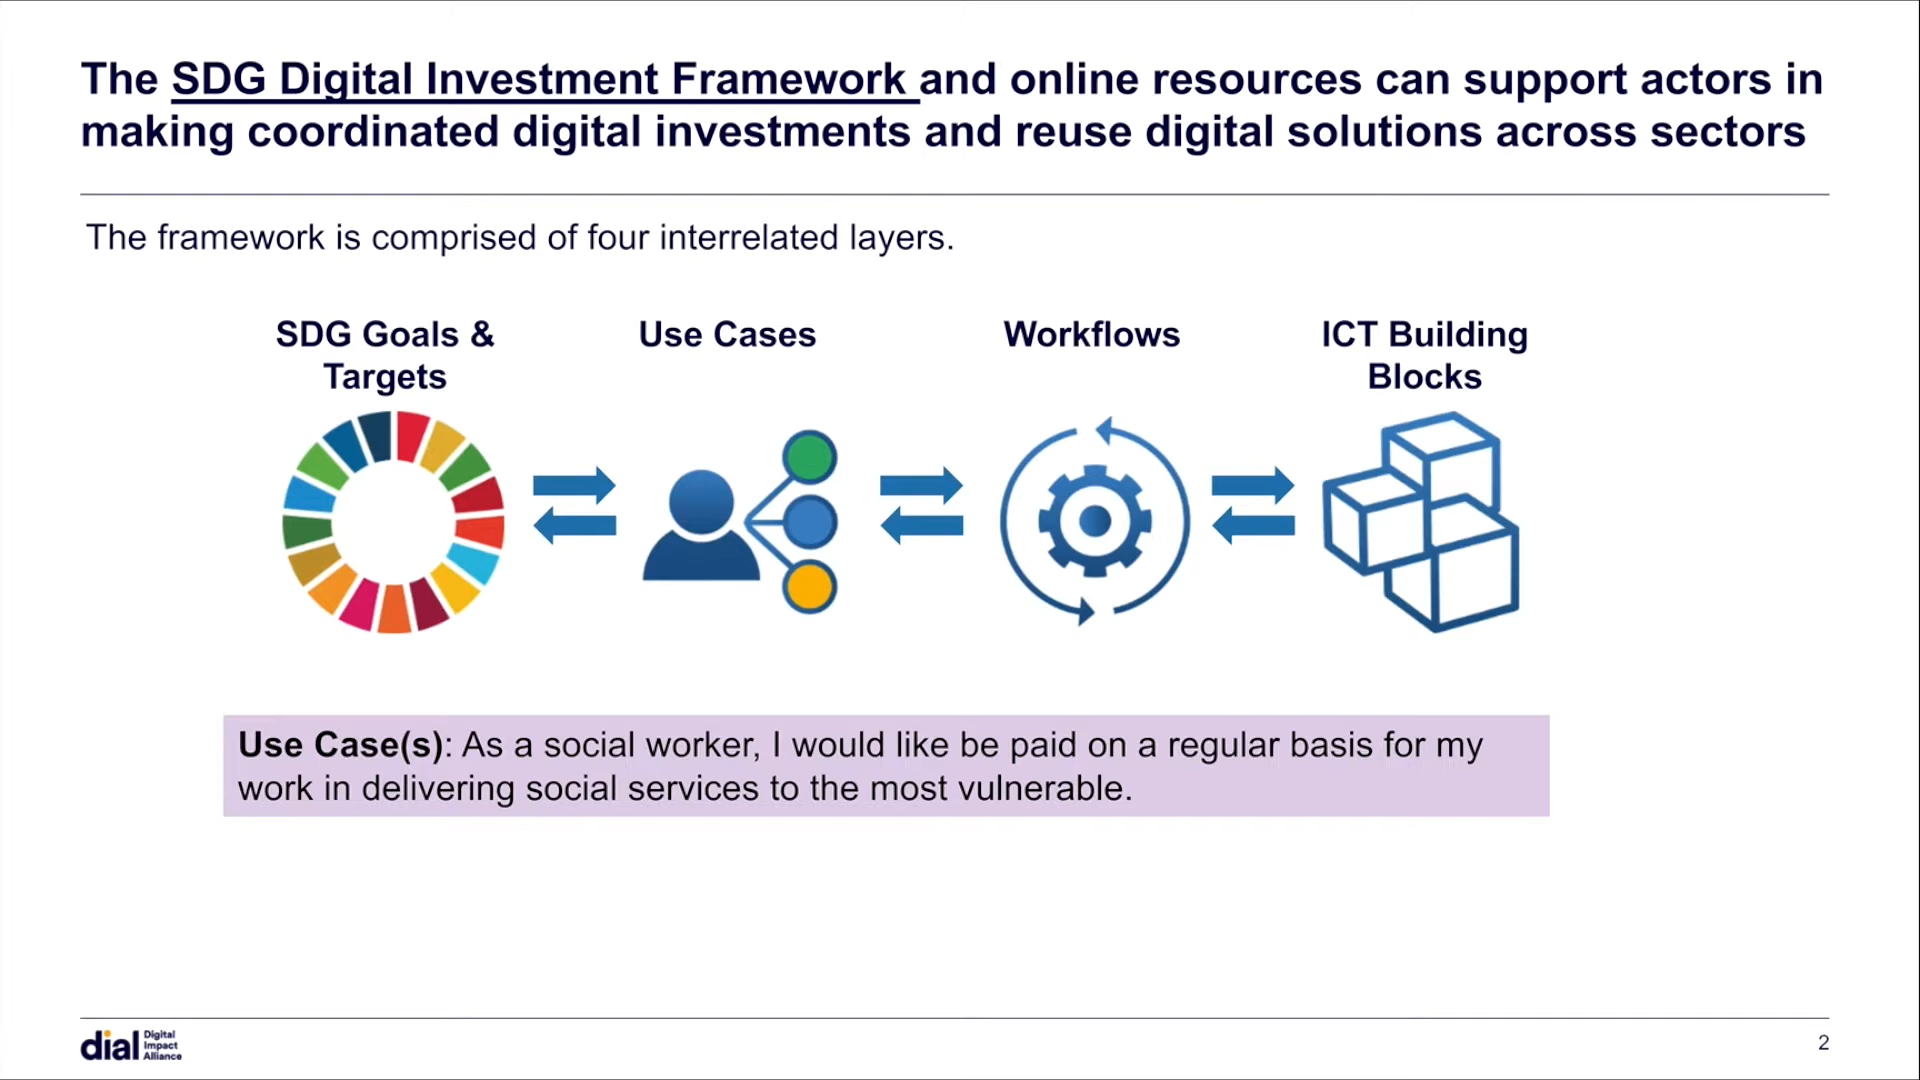 The SDG Digital Investment Framework and online resources can support actors in
making coordinated digital investments and reuse digital solutions across sectors
The framework is comprised of four interrelated layers.
SDG Goals &
Targets
Use Cases
Workflows
ICT Building
Blocks
Use Case(s): As a social worker, I would like be paid on a regular basis for my
work in delivering social services to the most vulnerable.
dial Digital
Impact
Alliance
2